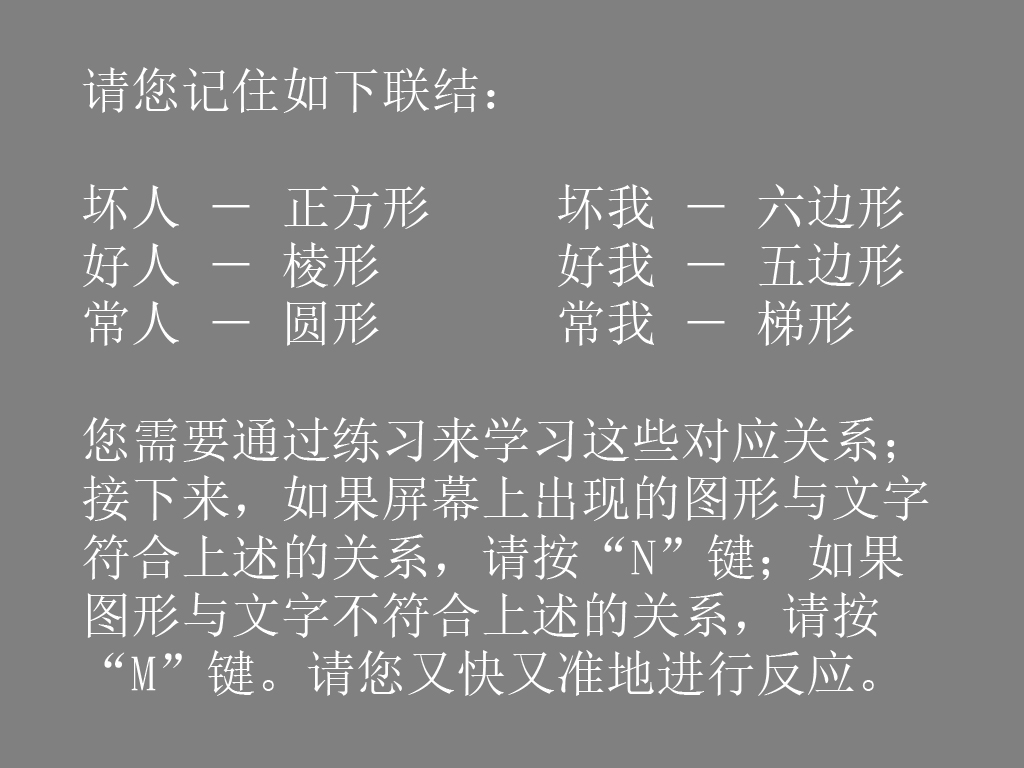 请您记住如下联结：
坏人 － 正方形 坏我 － 六边形
好人 － 棱形 好我 － 五边形
常人 － 圆形 常我 － 梯形
您需要通过练习来学习这些对应关系；
接下来，如果屏幕上出现的图形与文字
符合上述的关系，请按“N”键；如果
图形与文字不符合上述的关系，请按
“M”键。请您又快又准地进行反应。